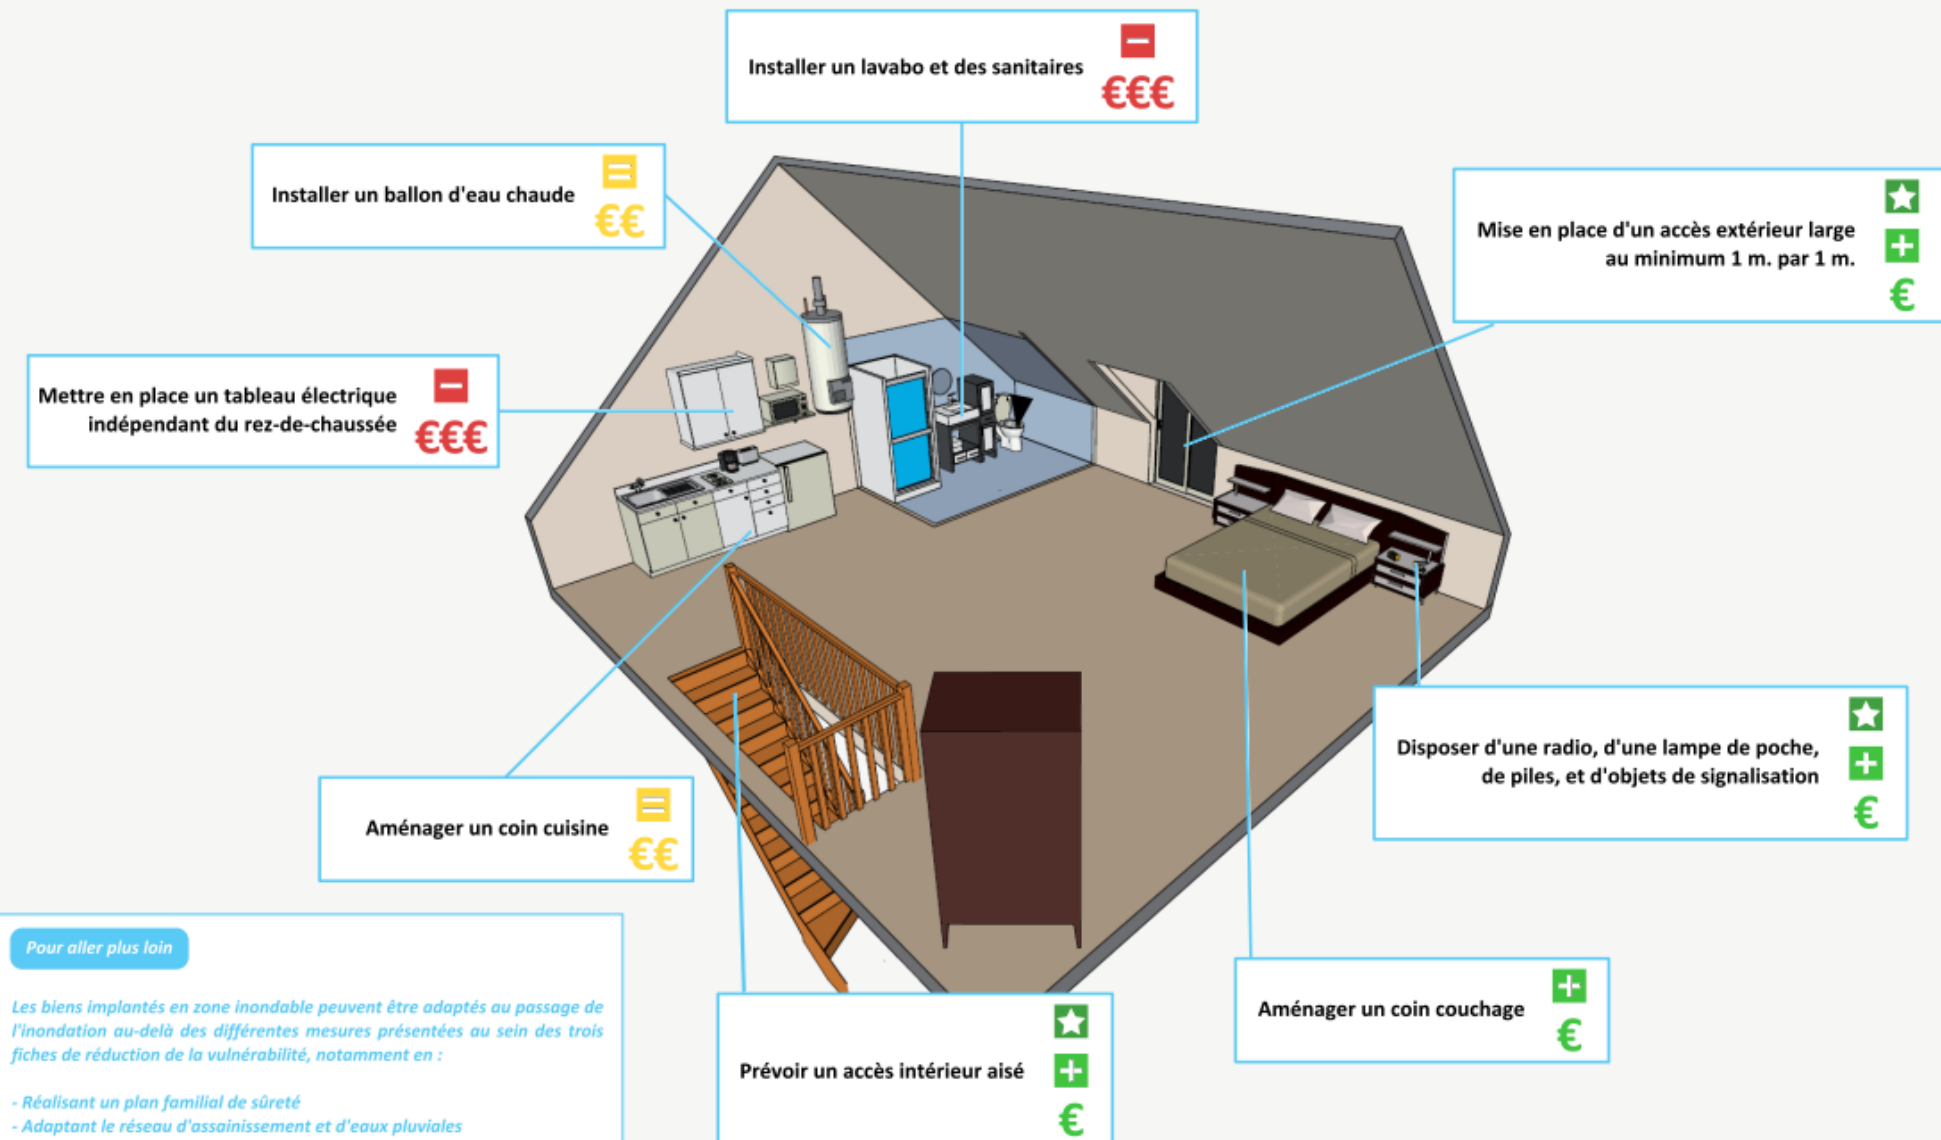 Installer un lavabo et des sanitaires
€€€
Installer un ballon d'eau chaude
€€
Mise en place d'un accès extérieur large
au minimum 1 m. par 1 m.
€
Mettre en place un tableau électrique
indépendant du rez-de-chaussée
€€€
Disposer d'une radio, d'une lampe de poche,
de piles, et d'objets de signalisation
€
Aménager un coin cuisine
€€
Aménager un coin couchage
€
Prévoir un accès intérieur aisé
€
Pour aller plus loin
Les biens implantés en zone inondable peuvent être adaptés au passage de
l'inondation au-delà des différentes mesures présentées au sein des trois
fiches de réduction de la vulnérabilité, notamment en :
- Réalisant un plan familial de sûreté
- Adaptant le réseau d'assainissement et d'eaux pluviales